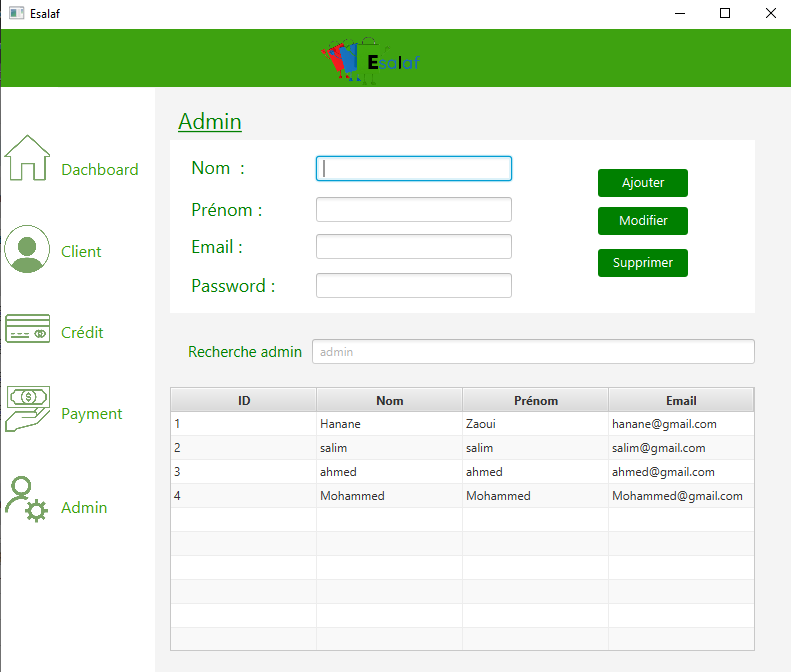 Esalaf
Esalaf
Dachboard
Client
Crédit
Payment
Admin
Admin
Nom :
Prénom :
Email :
Password :
Ajouter
Modifier
Supprimer
Recherche admin admin
ID Nom Prénom Email
1 Hanane Zaoui hanane@gmail.com
2 salim salim salim@gmail.com
3 ahmed ahmed ahmed@gmail.com
4 Mohammed Mohammed Mohammed@gmail.com